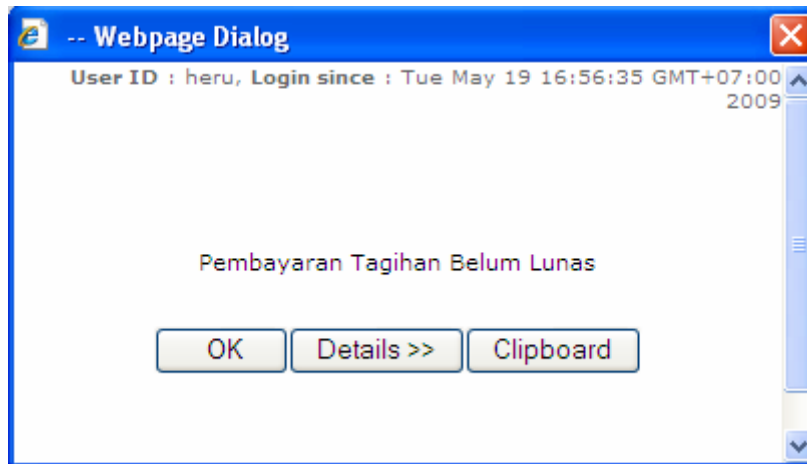 -- Webpage Dialog
User ID : heru, Login since : Tue May 19 16:56:35 GMT+07:00
2009
Pembayaran Tagihan Belum Lunas
OK Details >> Clipboard